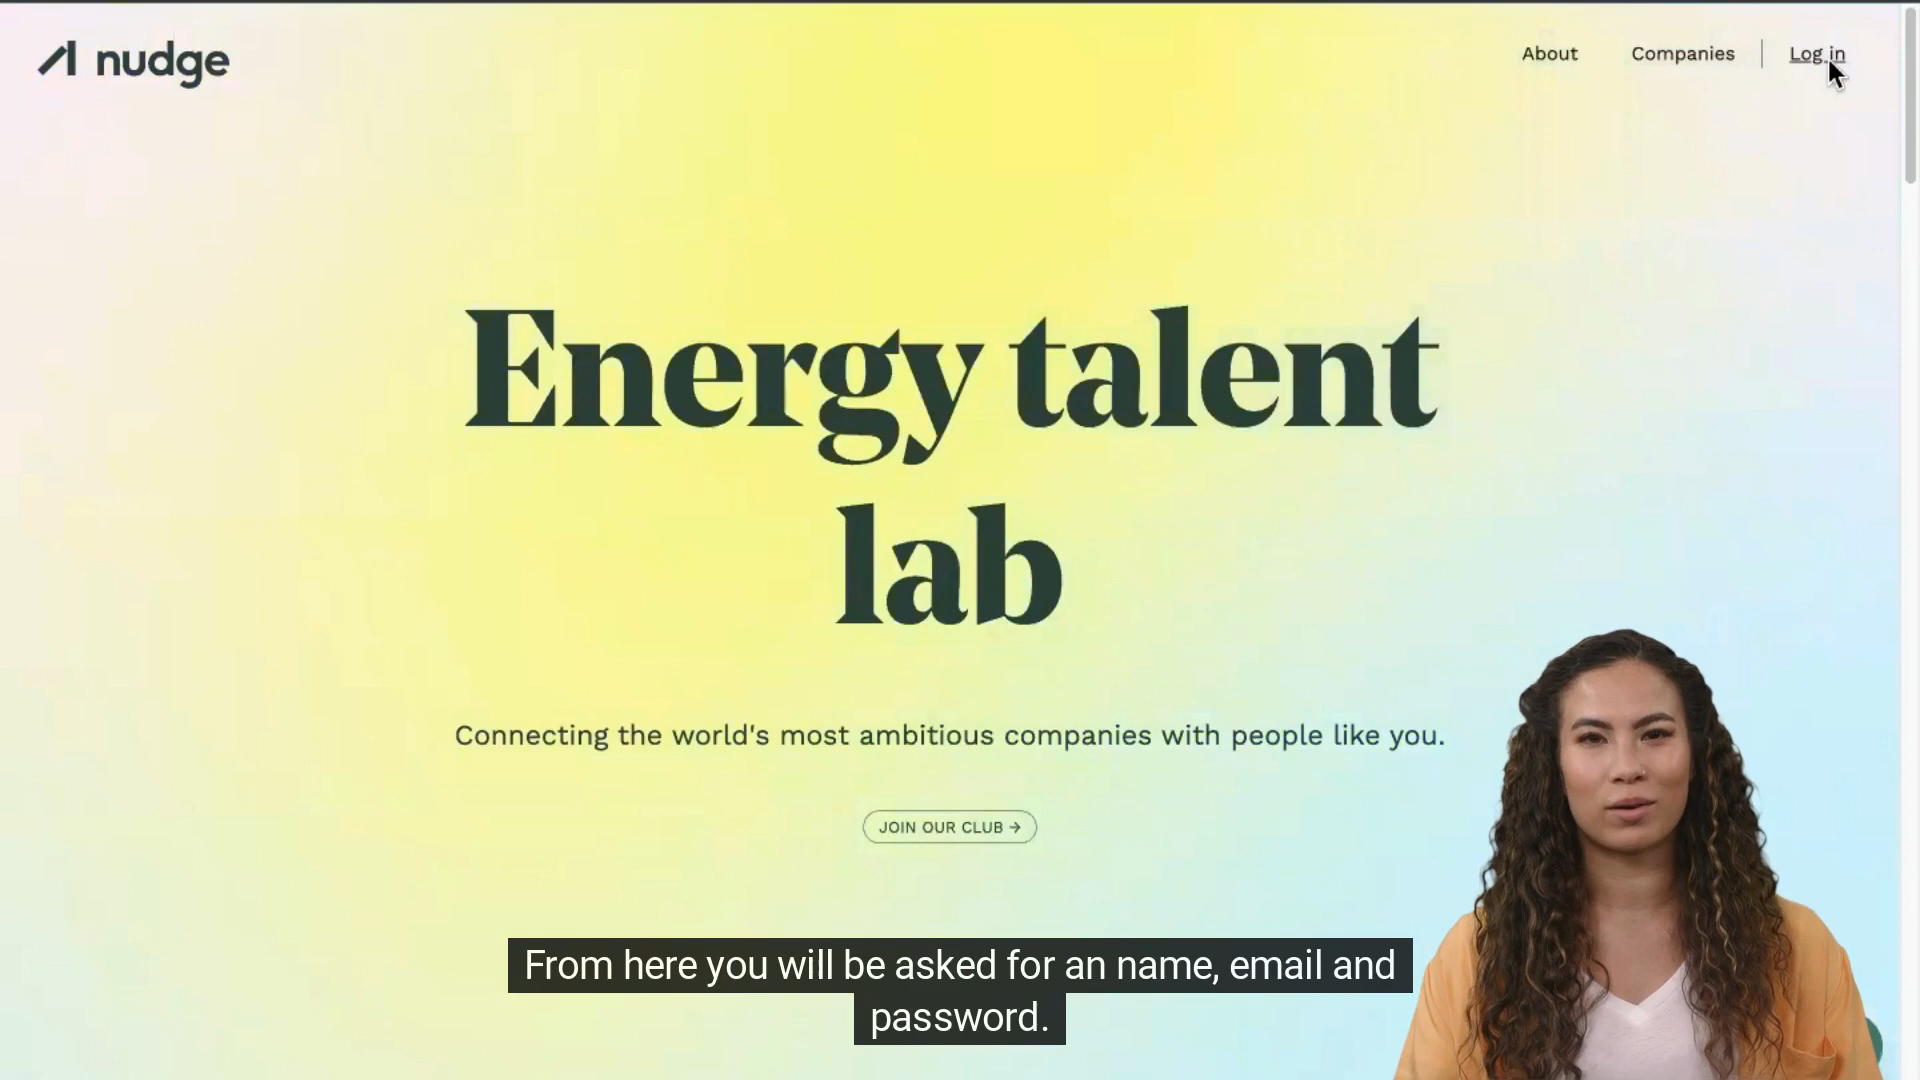 nudge
About Companies Log in
Energy talent
lab
Connecting the world's most ambitious companies with people like you.
JOIN OUR CLUB →
From here you will be asked for an name, email and
password.